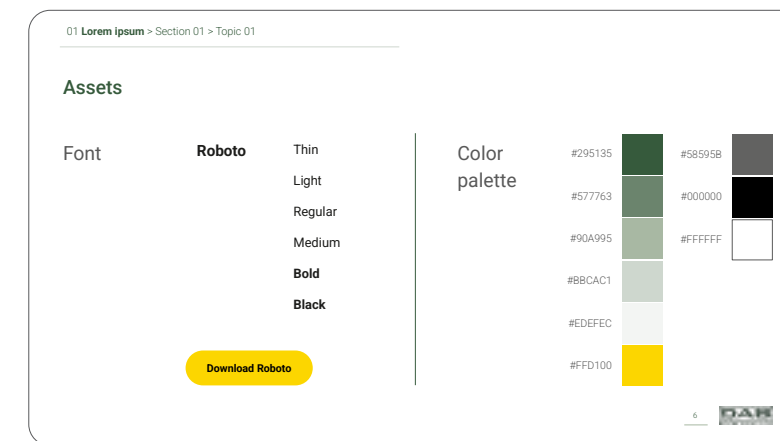 01 Lorem ipsum > Section 01 > Topic 01
Assets
Font
Roboto
Thin
Light
Regular
Medium
Bold
Black
Download Roboto
Color
palette
#295135
#577763
#90A995
#BBCAC1
#EDEFEC
#FFD100
#58595B
#000000
#FFFFFF
6
DAB